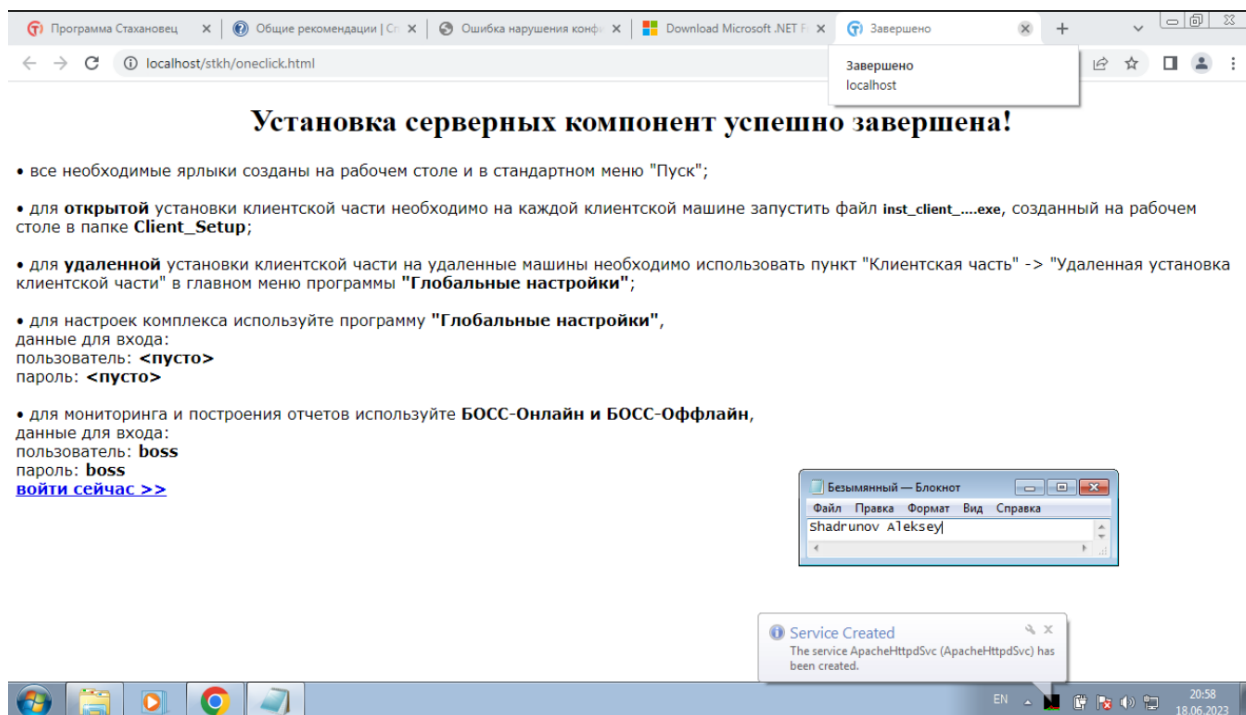 Программа Стахановец
Общие рекомендации | Сп
Ошибка нарушения конф
Download Microsoft .NET F
Завершено
localhost/stkh/oneclick.html
Завершено
localhost
Установка серверных компонент успешно завершена!
• все необходимые ярлыки созданы на рабочем столе и в стандартном меню "Пуск";
• для открытой установки клиентской части необходимо на каждой клиентской машине запустить файл inst_client_....exe, созданный на рабочем
столе в папке Client_Setup;
• для удаленной установки клиентской части на удаленные машины необходимо использовать пункт "Клиентская часть" -> "Удаленная установка
клиентской части" в главном меню программы "Глобальные настройки";
• для настроек комплекса используйте программу "Глобальные настройки",
данные для входа:
пользователь: <пусто>
пароль: <пусто>
• для мониторинга и построения отчетов используйте БОСС-Онлайн и БОСС-Оффлайн,
данные для входа:
пользователь: boss
пароль: boss
войти сейчас >>
Безымянный — Блокнот
Файл Правка Формат Вид Справка
Shadrunov Aleksey
Service Created
The service ApacheHttpdSvc (ApacheHttpdSvc) has
been created.
EN
20:58
18.06.2023